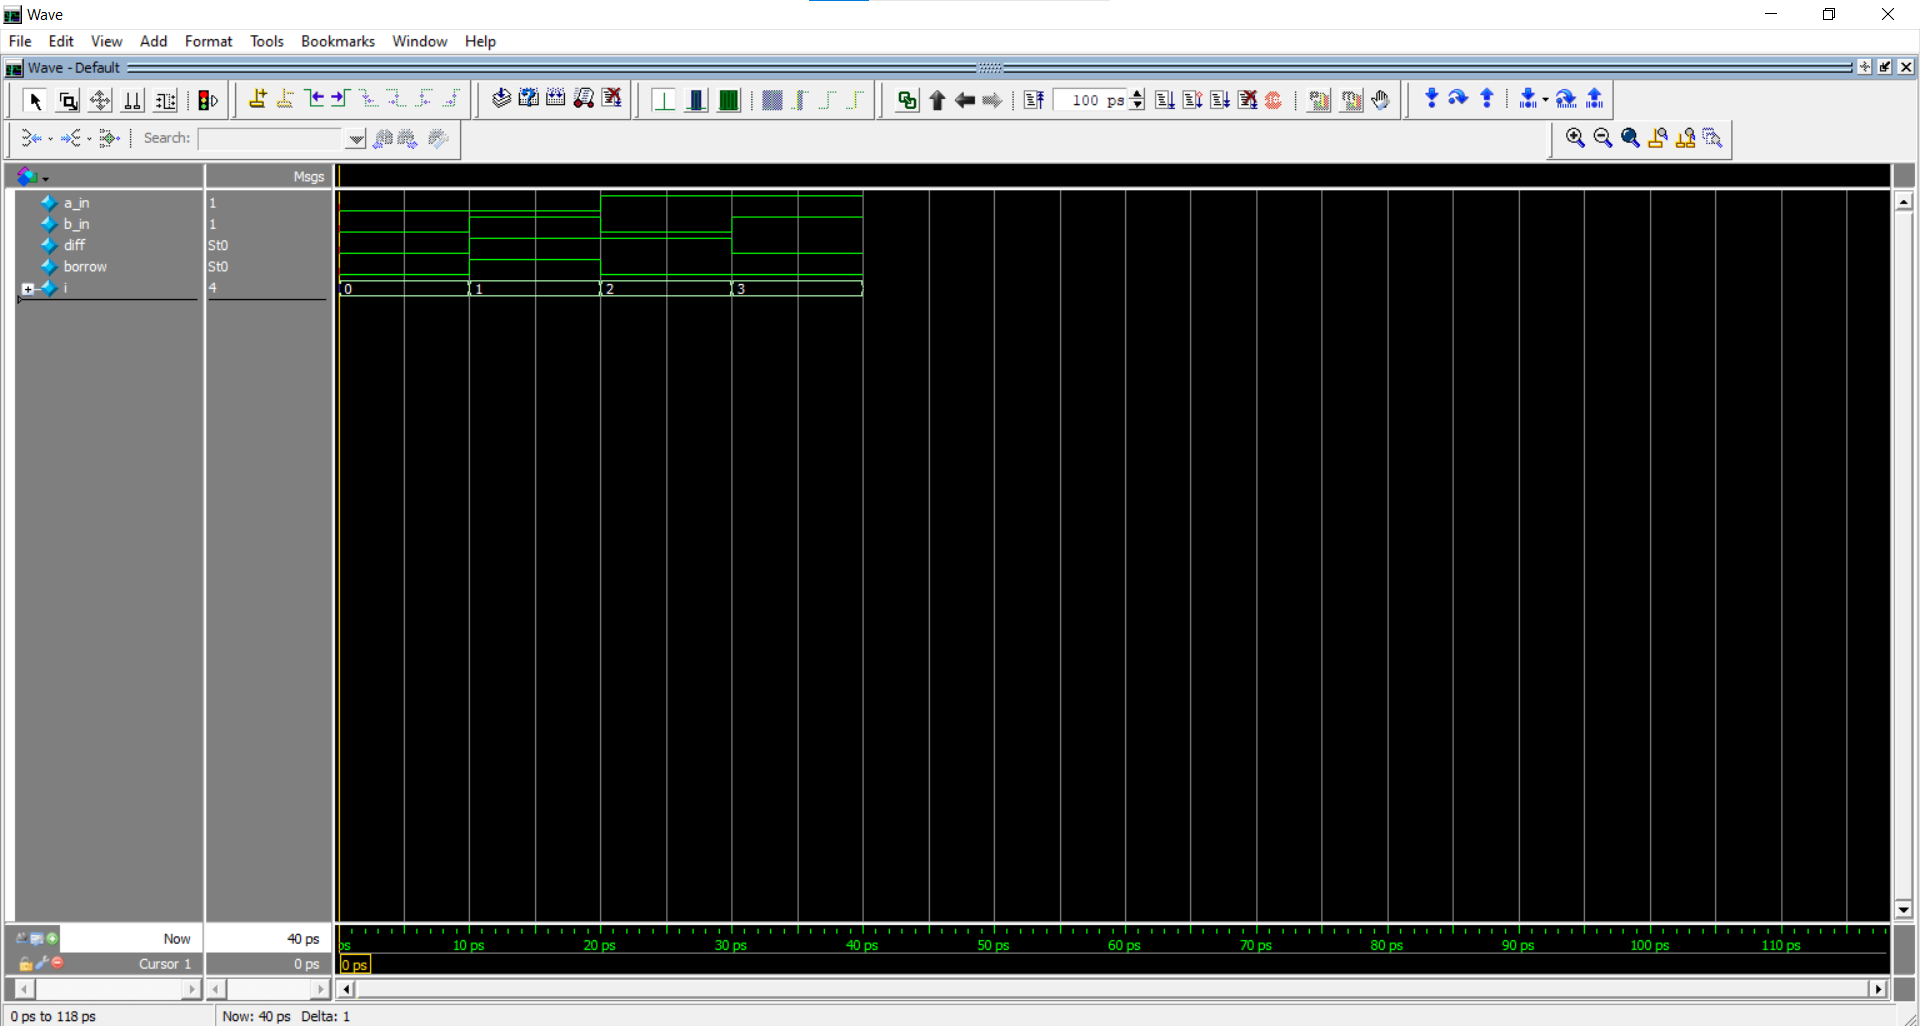 Wave
File Edit View Add Format Tools Bookmarks Window Help
Wave - Default
100 ps
Search:
Msgs
a_in 1
b_in 1
diff St0
borrow St0
i 4 0 1 2 3
Now 40 ps ps 10 ps 20 ps 30 ps 40 ps 50 ps 60 ps 70 ps 80 ps 90 ps 100 ps 110 ps
Cursor 1 0 ps 0 ps
0 ps to 118 ps Now: 40 ps Delta: 1